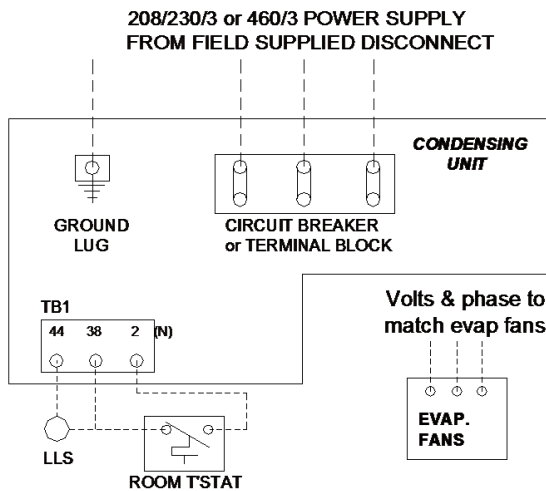 208/230/3 or 460/3 POWER SUPPLY
FROM FIELD SUPPLIED DISCONNECT
CONDENSING
UNIT
GROUND
LUG
CIRCUIT BREAKER
or TERMINAL BLOCK
TB1
44 38 2 (N)
Volts & phase to
match evap fans
EVAP.
FANS
LLS
ROOM T'STAT